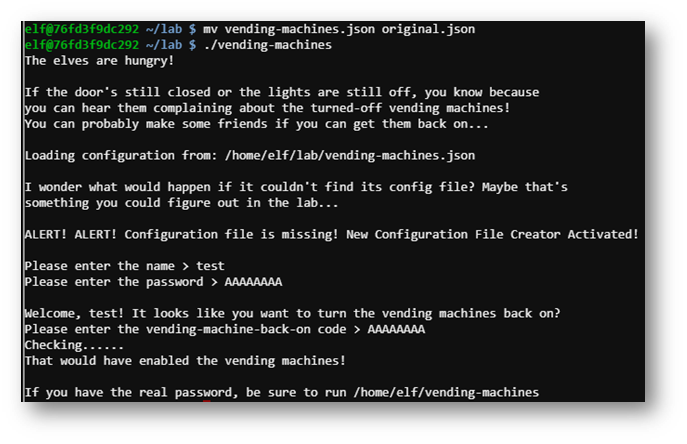 elf@76fd3f9dc292 ~/lab $ mv vending-machines.json original.json
elf@76fd3f9dc292 ~/lab $ ./vending-machines
The elves are hungry!
If the door's still closed or the lights are still off, you know because
you can hear them complaining about the turned-off vending machines!
You can probably make some friends if you can get them back on...
Loading configuration from: /home/elf/lab/vending-machines.json
I wonder what would happen if it couldn't find its config file? Maybe that's
something you could figure out in the lab...
ALERT! ALERT! Configuration file is missing! New Configuration File Creator Activated!
Please enter the name > test
Please enter the password > AAAAAAAA
Welcome, test! It looks like you want to turn the vending machines back on?
Please enter the vending-machine-back-on code > AAAAAAAA
Checking......
That would have enabled the vending machines!
If you have the real password, be sure to run /home/elf/vending-machines